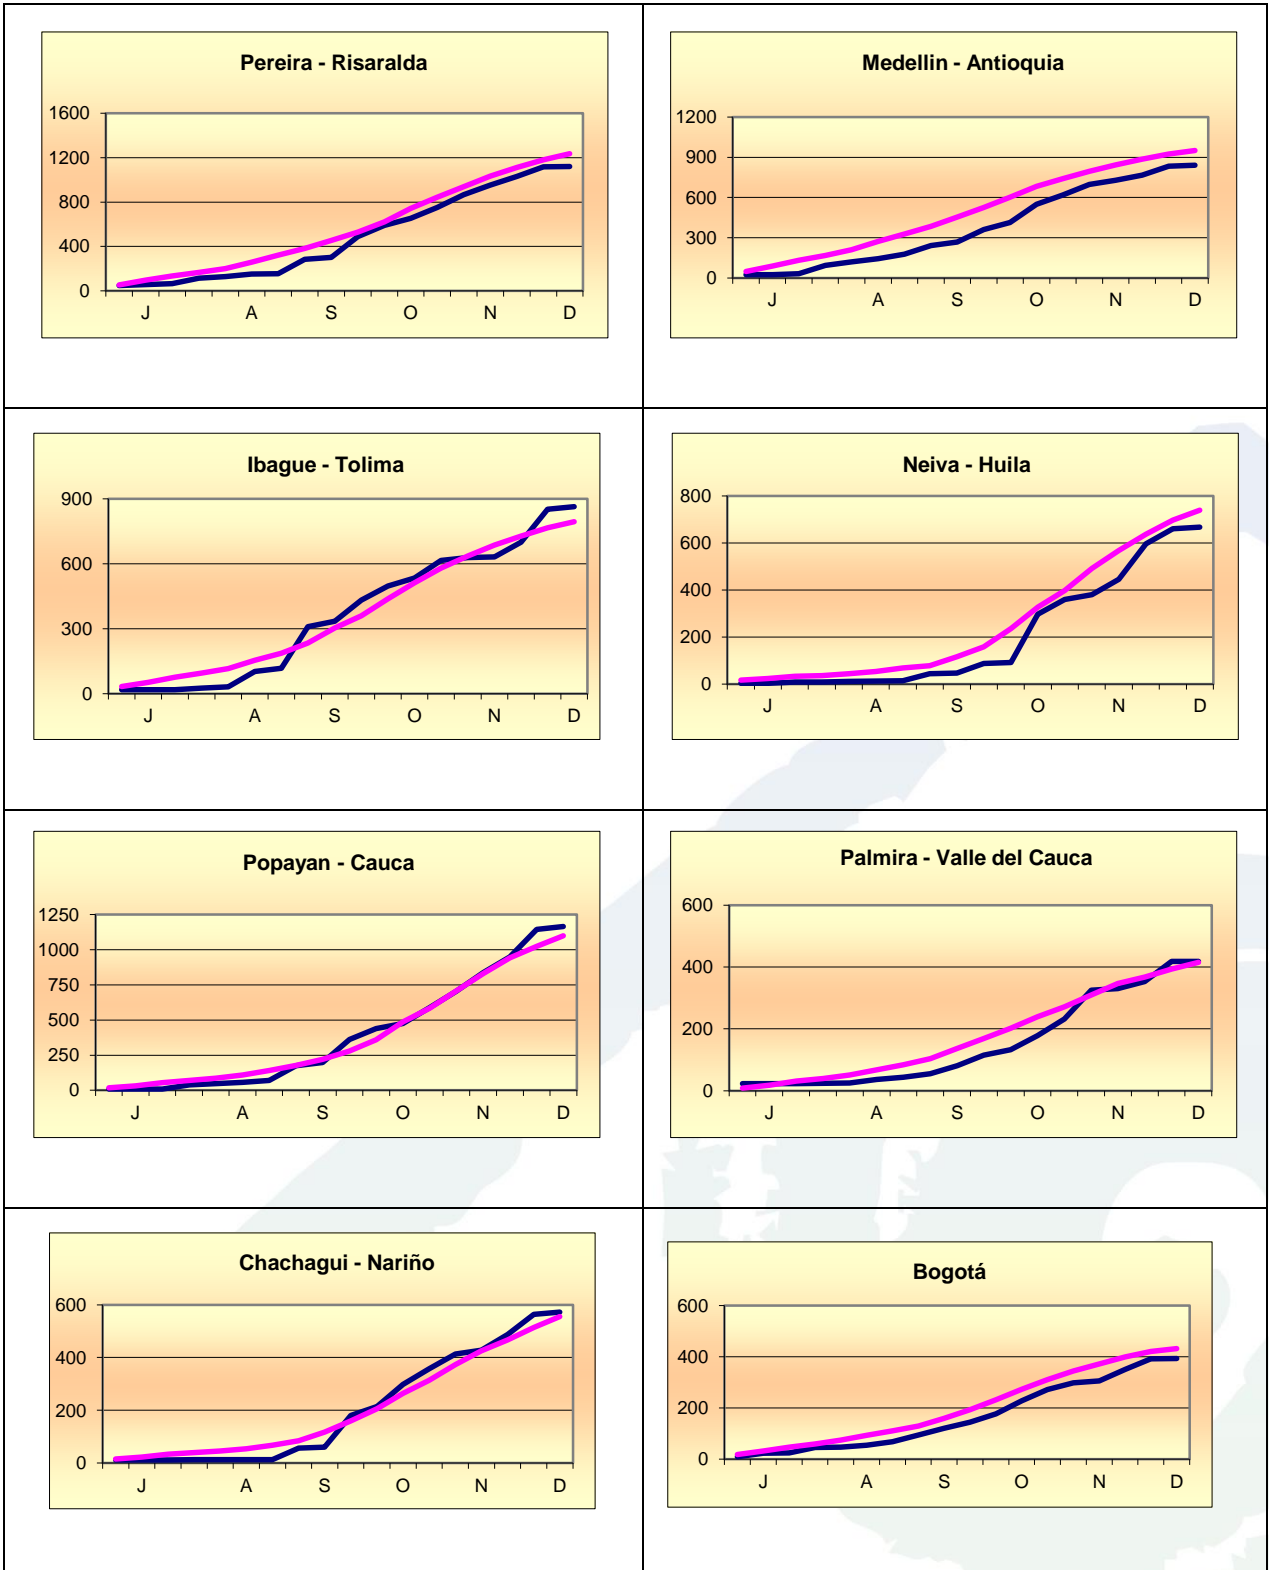 Pereira - Risaralda
1600
1200
800
400
0
J A S O N D
Medellin - Antioquia
1200
900
600
300
0
J A S O N D
Ibague - Tolima
900
600
300
0
J A S O N D
Neiva - Huila
800
600
400
200
0
J A S O N D
Popayan - Cauca
1250
1000
750
500
250
0
J A S O N D
Palmira - Valle del Cauca
600
400
200
0
J A S O N D
Chachagui - Nariño
600
400
200
0
J A S O N D
Bogotá
600
400
200
0
J A S O N D